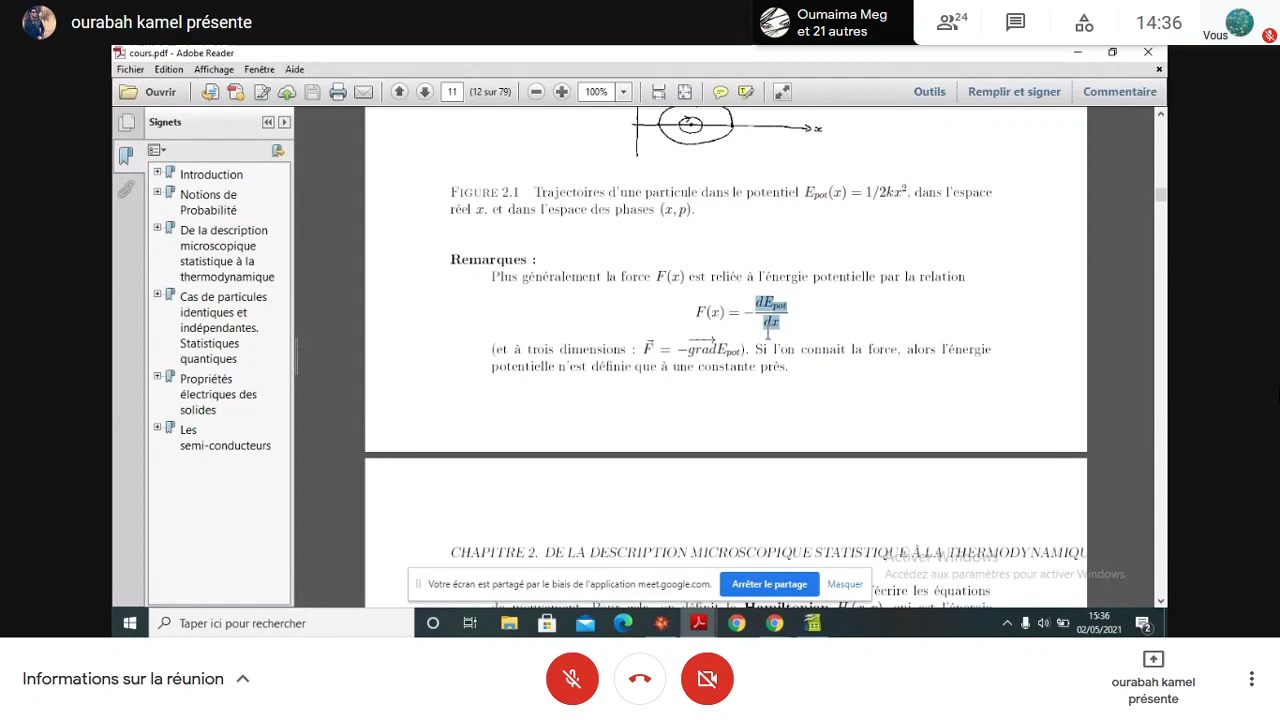 ourabah kamel présente
Oumaima Meg
et 21 autres
24
14:36
Vous
cours.pdf - Adobe Reader
Fichier Edition Affichage Fenêtre Aide
Ouvrir
11 (12 sur 79)
100%
Outils Remplir et signer Commentaire
Signets
Introduction
Notions de
Probabilité
De la description
microscopique
statistique à la
thermodynamique
Cas de particules
identiques et
indépendantes.
Statistiques
quantiques
Propriétés
électriques des
solides
Les
semi-conducteurs
x
FIGURE 2.1 Trajectoires d'une particule dans le potentiel E_pot(x) = 1/2kx², dans l'espace
réel x, et dans l'espace des phases (x, p).
Remarques :
Plus généralement la force F(x) est reliée à l'énergie potentielle par la relation
F(x) = − dE_pot / dx
(et à trois dimensions : F⃗ = −grad E_pot). Si l'on connait la force, alors l'énergie
potentielle n'est définie que à une constante près.
CHAPITRE 2. DE LA DESCRIPTION MICROSCOPIQUE STATISTIQUE À LA THERMODYNAMIQU
Activer Windows
Accédez aux paramètres pour activer Windows.
Votre écran est partagé par le biais de l'application meet.google.com. Arrêter le partage Masquer
d'écrire les équations
Hamiltonien
Taper ici pour rechercher
15:36
02/05/2021
2
Informations sur la réunion
ourabah kamel
présente